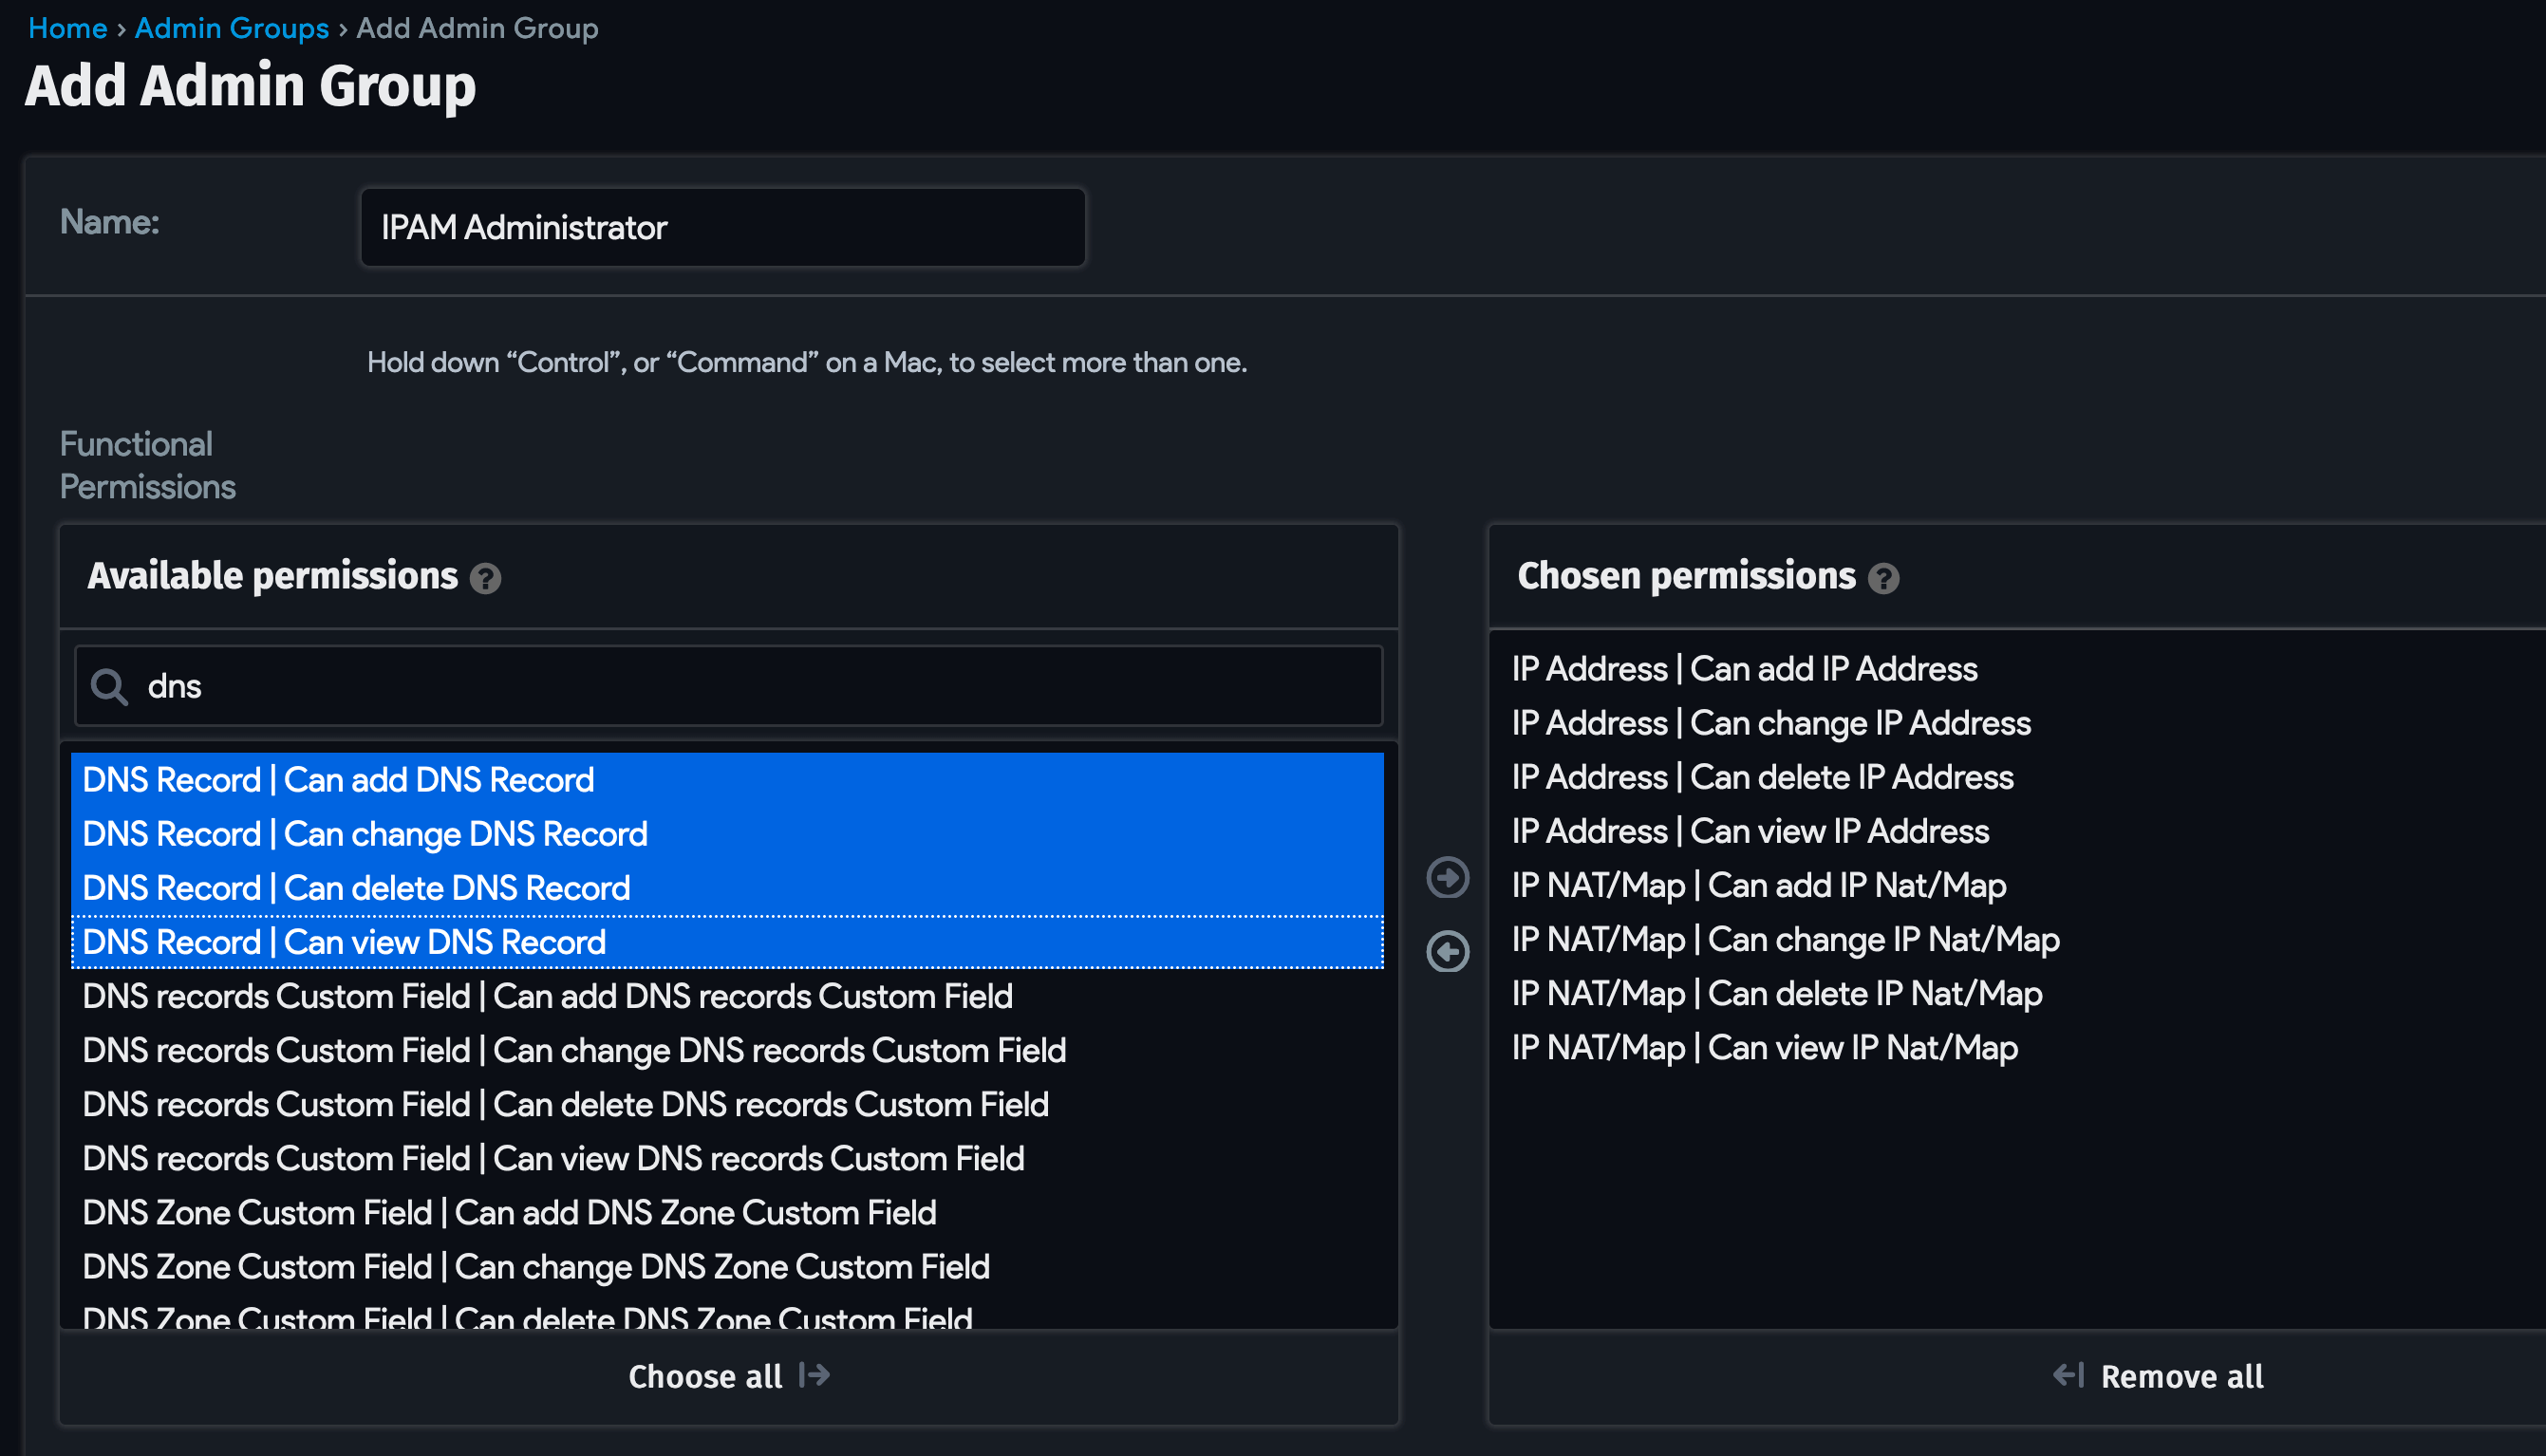 Home › Admin Groups › Add Admin Group
Add Admin Group
Name:
IPAM Administrator
Hold down “Control”, or “Command” on a Mac, to select more than one.
Functional
Permissions
Available permissions ?
dns
DNS Record | Can add DNS Record
DNS Record | Can change DNS Record
DNS Record | Can delete DNS Record
DNS Record | Can view DNS Record
DNS records Custom Field | Can add DNS records Custom Field
DNS records Custom Field | Can change DNS records Custom Field
DNS records Custom Field | Can delete DNS records Custom Field
DNS records Custom Field | Can view DNS records Custom Field
DNS Zone Custom Field | Can add DNS Zone Custom Field
DNS Zone Custom Field | Can change DNS Zone Custom Field
DNS Zone Custom Field | Can delete DNS Zone Custom Field
Choose all
Chosen permissions ?
IP Address | Can add IP Address
IP Address | Can change IP Address
IP Address | Can delete IP Address
IP Address | Can view IP Address
IP NAT/Map | Can add IP Nat/Map
IP NAT/Map | Can change IP Nat/Map
IP NAT/Map | Can delete IP Nat/Map
IP NAT/Map | Can view IP Nat/Map
Remove all